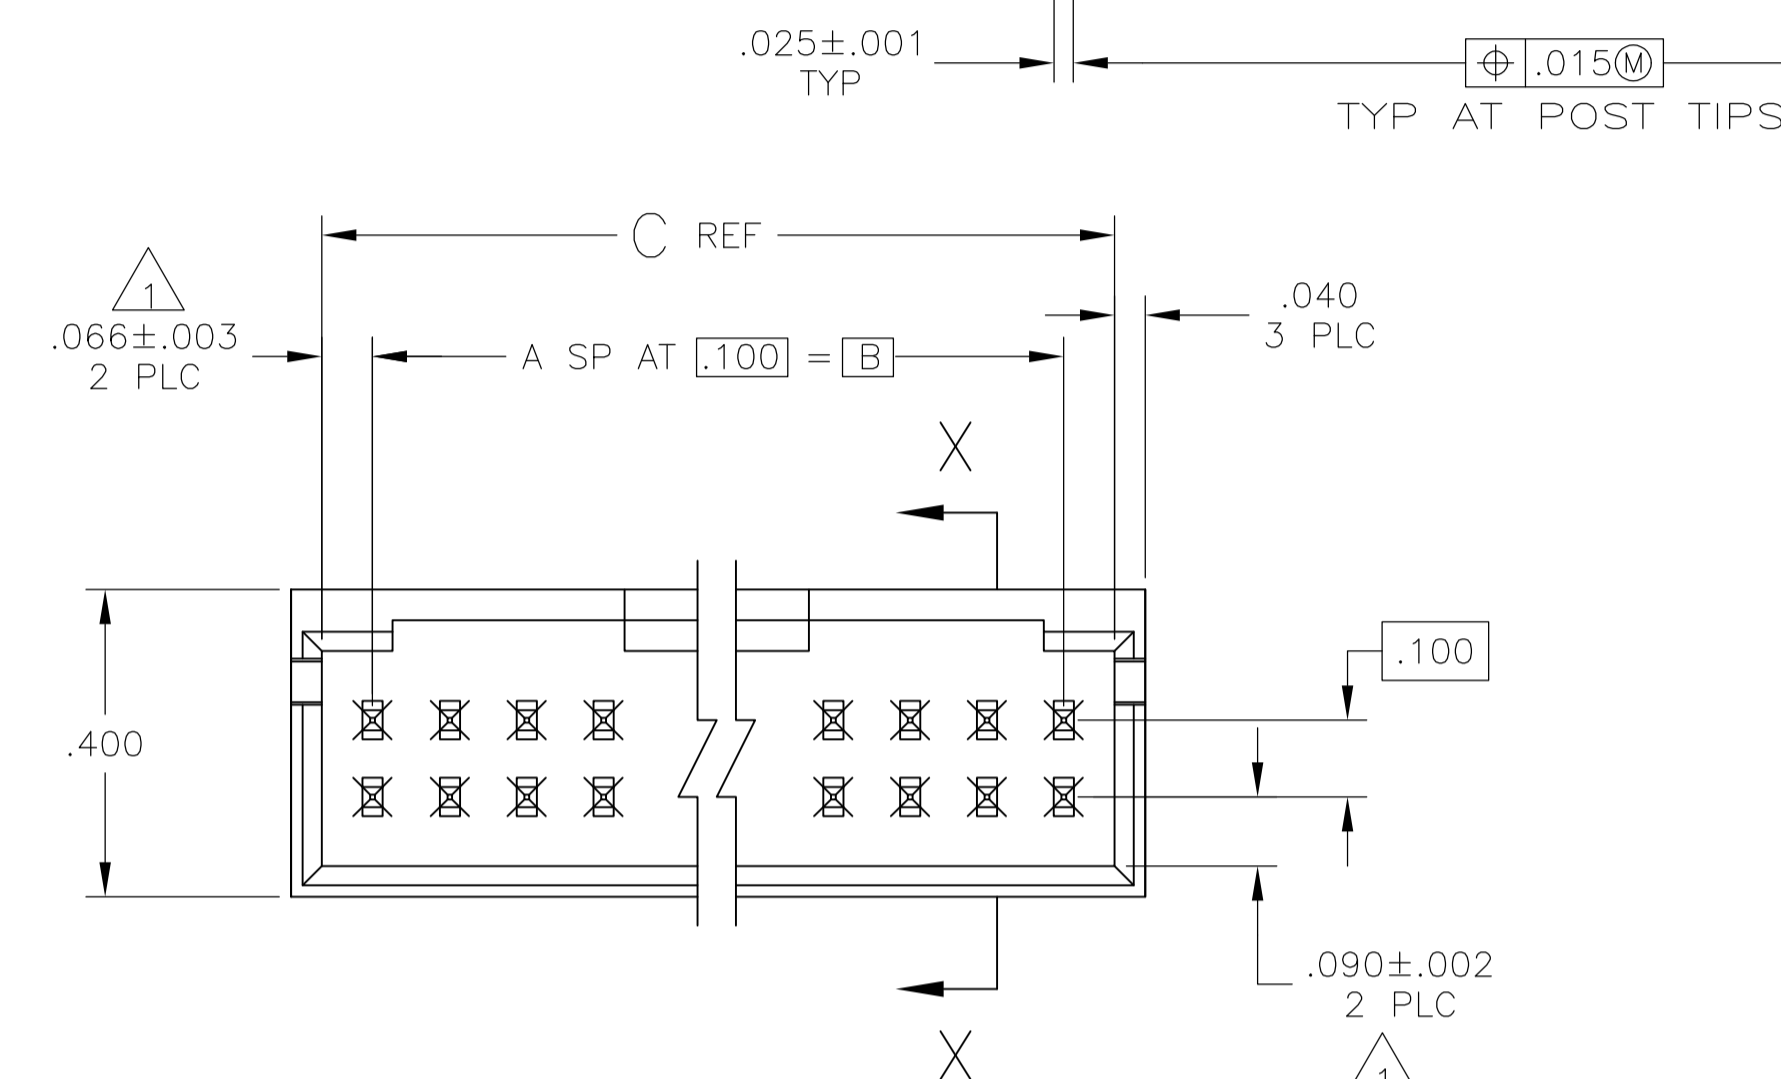 .025±.001
TYP
⌖ .015Ⓜ
TYP AT POST TIPS
C REF
1
.066±.003
2 PLC
A SP AT .100 = B
.040
3 PLC
X
.100
.400
.090±.002
2 PLC
X
1